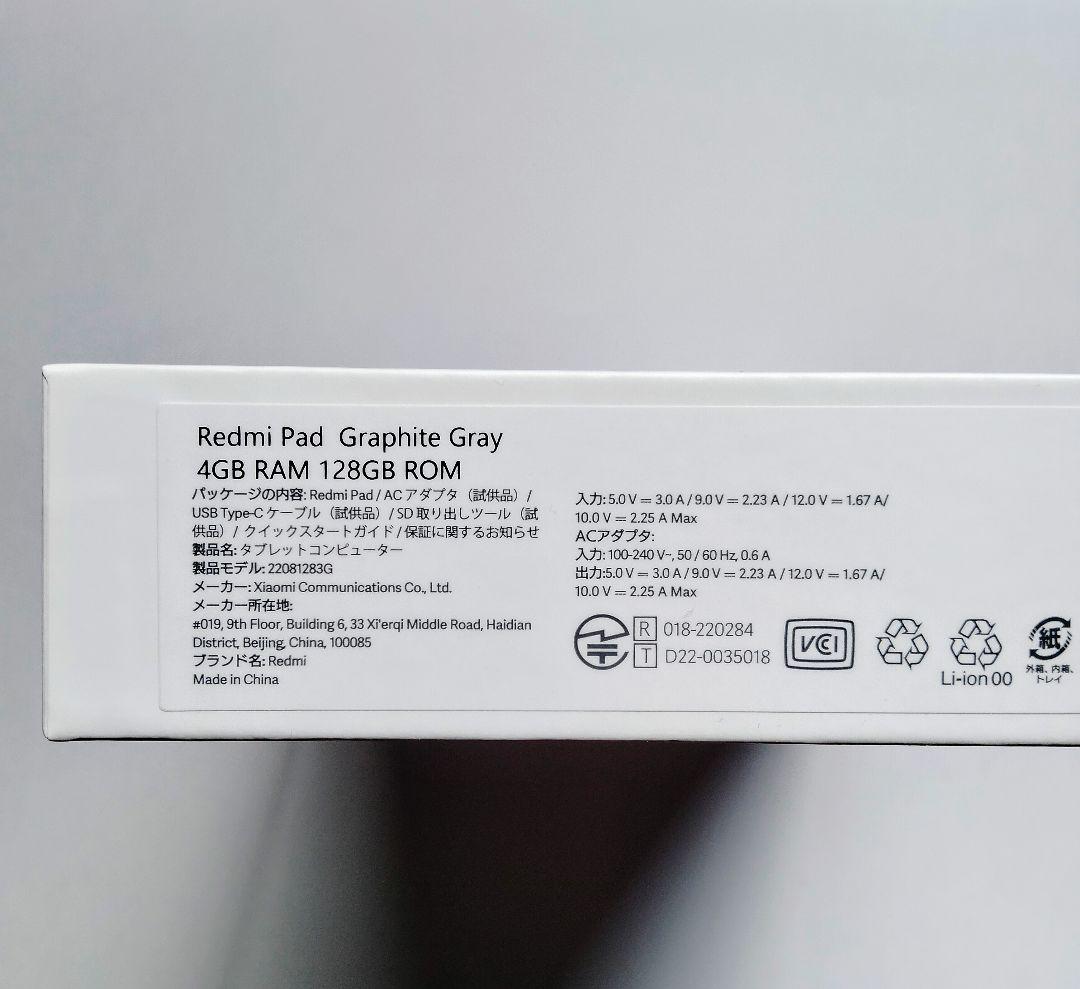 Redmi Pad  Graphite Gray
4GB RAM 128GB ROM
パッケージの内容: Redmi Pad / AC アダプタ（試供品）/
USB Type-C ケーブル（試供品）/ SD 取り出しツール（試
供品）/ クイックスタートガイド / 保証に関するお知らせ
製品名: タブレットコンピューター
製品モデル: 22081283G
メーカー: Xiaomi Communications Co., Ltd.
メーカー所在地:
#019, 9th Floor, Building 6, 33 Xi'erqi Middle Road, Haidian
District, Beijing, China, 100085
ブランド名: Redmi
Made in China
入力: 5.0 V ⎓ 3.0 A / 9.0 V ⎓ 2.23 A / 12.0 V ⎓ 1.67 A/
10.0 V ⎓ 2.25 A Max
ACアダプタ:
入力: 100-240 V~, 50 / 60 Hz, 0.6 A
出力:5.0 V ⎓ 3.0 A / 9.0 V ⎓ 2.23 A / 12.0 V ⎓ 1.67 A/
10.0 V ⎓ 2.25 A Max
R 018-220284
T D22-0035018
VCI
Li-ion 00
紙
外箱、内箱、
トレイ